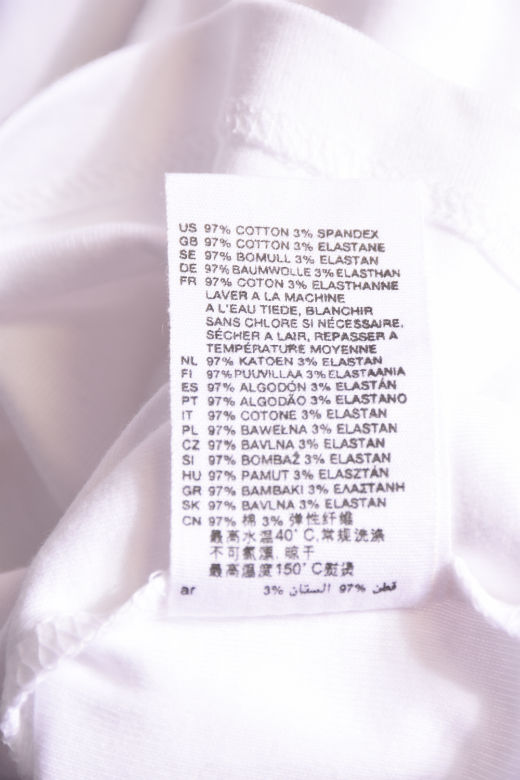 US 97% COTTON 3% SPANDEX
GB 97% COTTON 3% ELASTANE
SE 97% BOMULL 3% ELASTAN
DE 97% BAUMWOLLE 3% ELASTHAN
FR 97% COTON 3% ELASTHANNE
LAVER A LA MACHINE
A L'EAU TIEDE, BLANCHIR
SANS CHLORE SI NÉCESSAIRE,
SÉCHER A LAIR, REPASSER A
TEMPÉRATURE MOYENNE
NL 97% KATOEN 3% ELASTAN
FI 97% PUUVILLAA 3% ELASTAANIA
ES 97% ALGODÓN 3% ELASTÁN
PT 97% ALGODÃO 3% ELASTANO
IT 97% COTONE 3% ELASTAN
PL 97% BAWEŁNA 3% ELASTAN
CZ 97% BAVLNA 3% ELASTAN
SI 97% BOMBAŽ 3% ELASTAN
HU 97% PAMUT 3% ELASZTÁN
GR 97% ΒΑΜΒΑΚΙ 3% ΕΛΑΣΤΑΝΗ
SK 97% BAVLNA 3% ELASTAN
CN 97% 棉 3% 弹性纤维
最高水温40°C,常规洗涤
不可氯漂, 晾干
最高温度150°C熨烫
ar قطن 97% الستان 3%